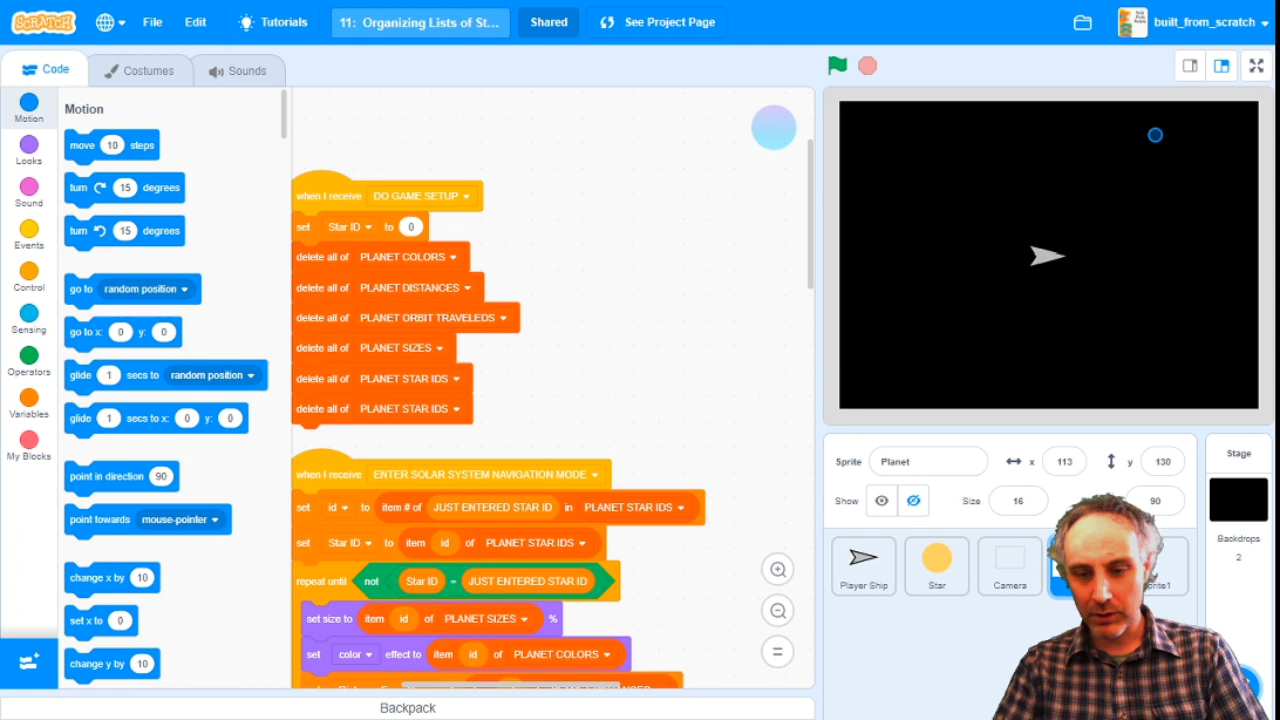 SCRATCH File Edit Tutorials 11: Organizing Lists of St... Shared See Project Page built_from_scratch
Code Costumes Sounds
Motion
Looks
Sound
Events
Control
Sensing
Operators
Variables
My Blocks
Motion
move 10 steps
turn 15 degrees
turn 15 degrees
go to random position
go to x: 0 y: 0
glide 1 secs to random position
glide 1 secs to x: 0 y: 0
point in direction 90
point towards mouse-pointer
change x by 10
set x to 0
change y by 10
when I receive DO GAME SETUP
set Star ID to 0
delete all of PLANET COLORS
delete all of PLANET DISTANCES
delete all of PLANET ORBIT TRAVELEDS
delete all of PLANET SIZES
delete all of PLANET STAR IDS
delete all of PLANET STAR IDS
when I receive ENTER SOLAR SYSTEM NAVIGATION MODE
set id to item # of JUST ENTERED STAR ID in PLANET STAR IDS
set Star ID to item id of PLANET STAR IDS
repeat until not Star ID = JUST ENTERED STAR ID
set size to item id of PLANET SIZES %
set color effect to item id of PLANET COLORS
Backpack
Sprite Planet x 113 y 130
Show Size 16 90
Player Ship
Star
Camera
Stage
Backdrops
2